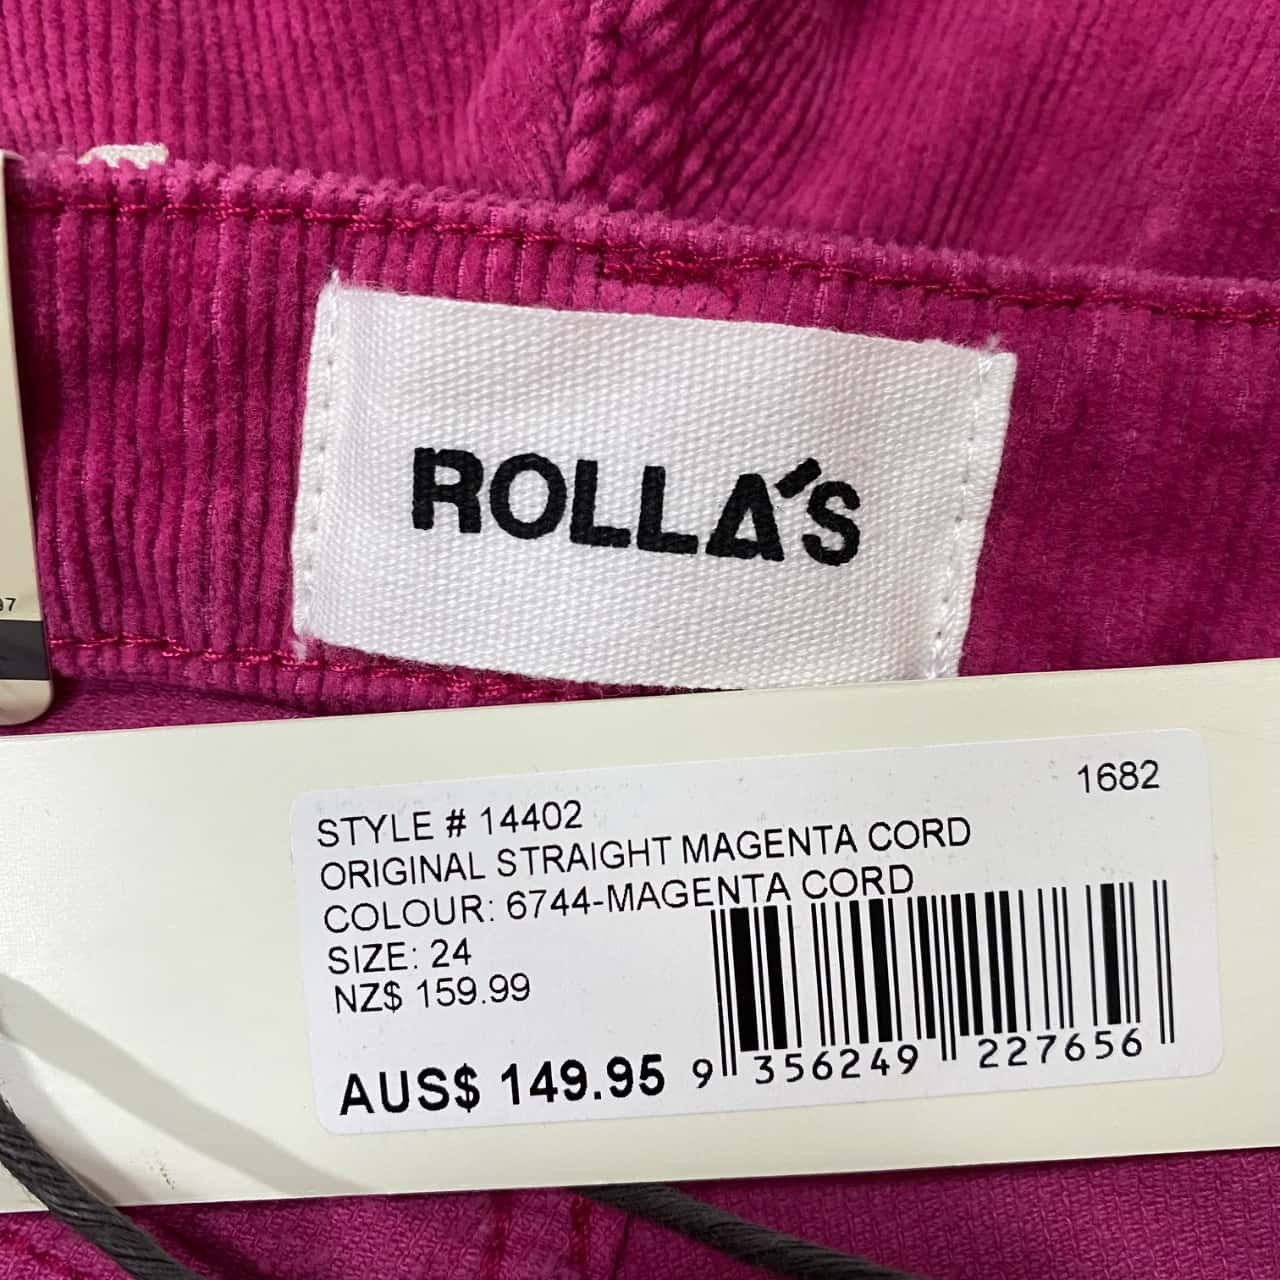 ROLLA'S
97
1682
STYLE # 14402
ORIGINAL STRAIGHT MAGENTA CORD
COLOUR: 6744-MAGENTA CORD
SIZE: 24
NZ$ 159.99
AUS$ 149.95
9 356249 227656